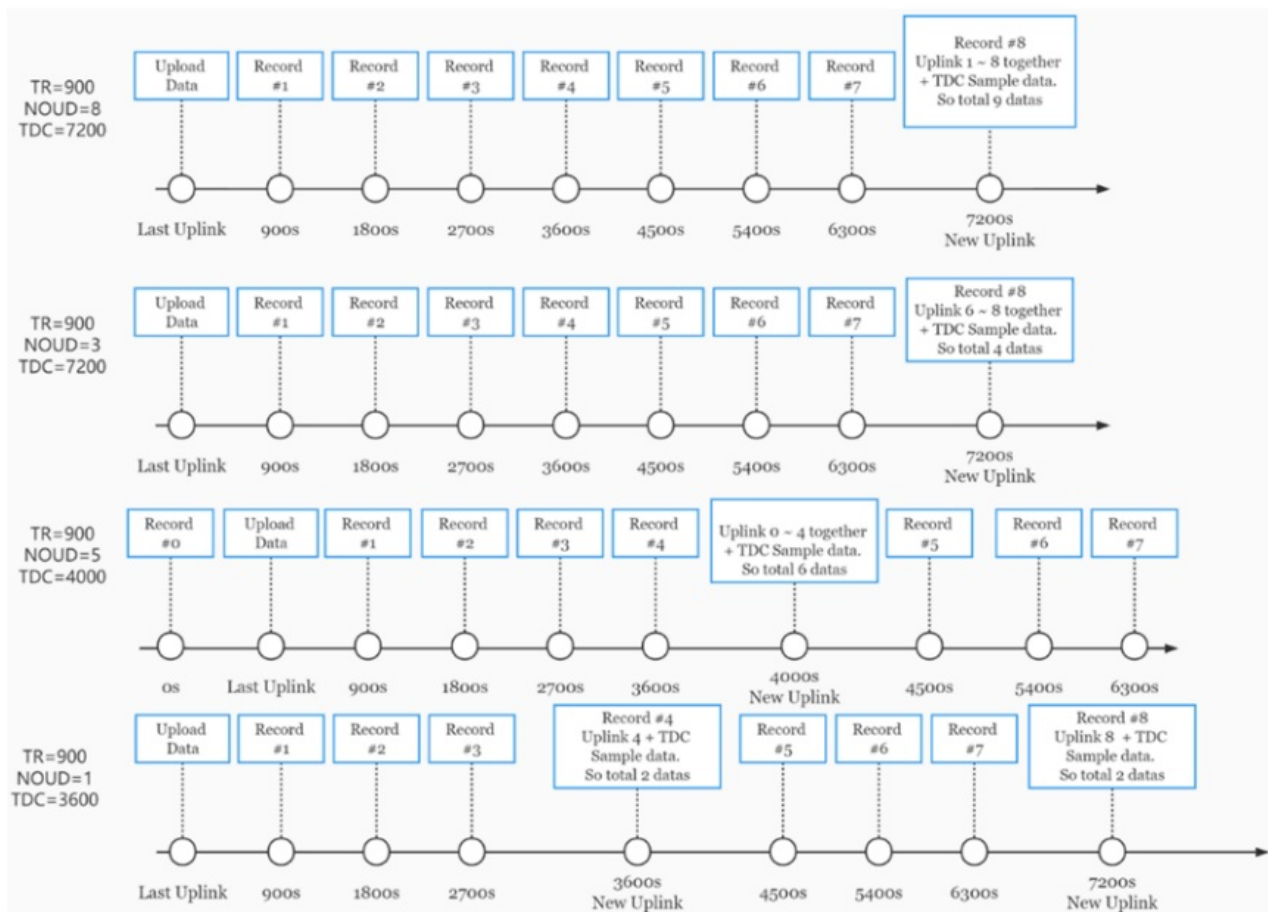 TR=900
NOUD=8
TDC=7200
Upload
Data
Record
#1
Record
#2
Record
#3
Record
#4
Record
#5
Record
#6
Record
#7
Record #8
Uplink 1 ~ 8 together
+ TDC Sample data.
So total 9 datas
Last Uplink
900s
1800s
2700s
3600s
4500s
5400s
6300s
7200s
New Uplink
TR=900
NOUD=3
TDC=7200
Upload
Data
Record
#1
Record
#2
Record
#3
Record
#4
Record
#5
Record
#6
Record
#7
Record #8
Uplink 6 ~ 8 together
+ TDC Sample data.
So total 4 datas
Last Uplink
900s
1800s
2700s
3600s
4500s
5400s
6300s
7200s
New Uplink
TR=900
NOUD=5
TDC=4000
Record
#0
Upload
Data
Record
#1
Record
#2
Record
#3
Record
#4
Uplink 0 ~ 4 together
+ TDC Sample data.
So total 6 datas
Record
#5
Record
#6
Record
#7
0s
Last Uplink
900s
1800s
2700s
3600s
4000s
New Uplink
4500s
5400s
6300s
TR=900
NOUD=1
TDC=3600
Upload
Data
Record
#1
Record
#2
Record
#3
Record #4
Uplink 4 + TDC
Sample data.
So total 2 datas
Record
#5
Record
#6
Record
#7
Record #8
Uplink 8 + TDC
Sample data.
So total 2 datas
Last Uplink
900s
1800s
2700s
3600s
New Uplink
4500s
5400s
6300s
7200s
New Uplink